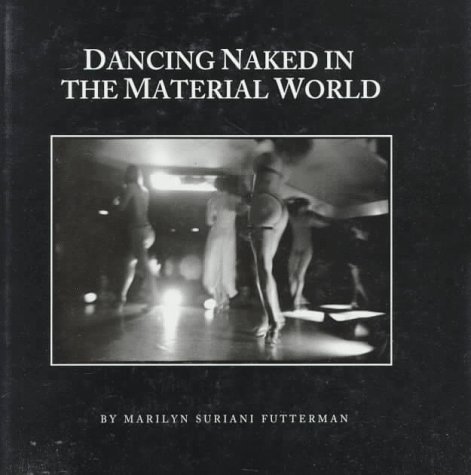 DANCING NAKED IN
THE MATERIAL WORLD
BY MARILYN SURIANI FUTTERMAN